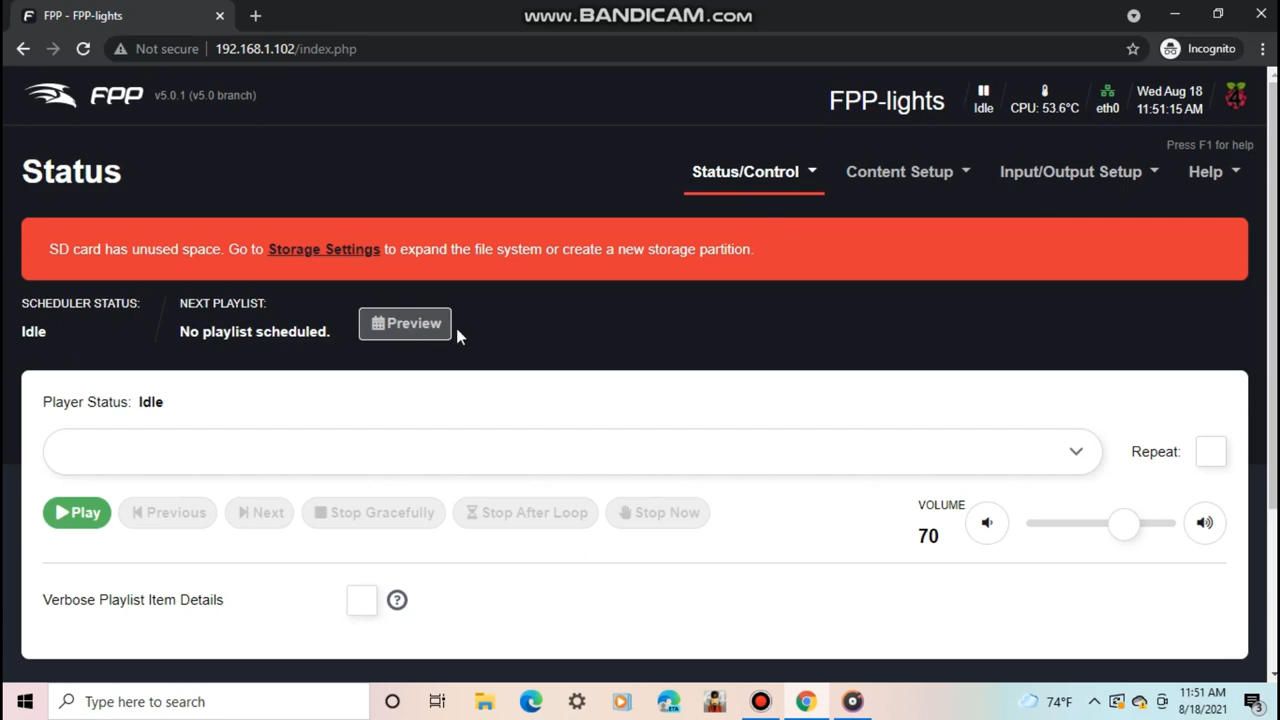 FPP - FPP-lights
www.BANDICAM.com
Not secure
192.168.1.102/index.php
Incognito
FPP
v5.0.1 (v5.0 branch)
FPP-lights
Idle
CPU: 53.6°C
eth0
Wed Aug 18
11:51:15 AM
Press F1 for help
Status
Status/Control
Content Setup
Input/Output Setup
Help
SD card has unused space. Go to Storage Settings to expand the file system or create a new storage partition.
SCHEDULER STATUS:
Idle
NEXT PLAYLIST:
No playlist scheduled.
Preview
Player Status: Idle
Repeat:
Play
Previous
Next
Stop Gracefully
Stop After Loop
Stop Now
VOLUME
70
Verbose Playlist Item Details
Type here to search
74°F
11:51 AM
8/18/2021
3